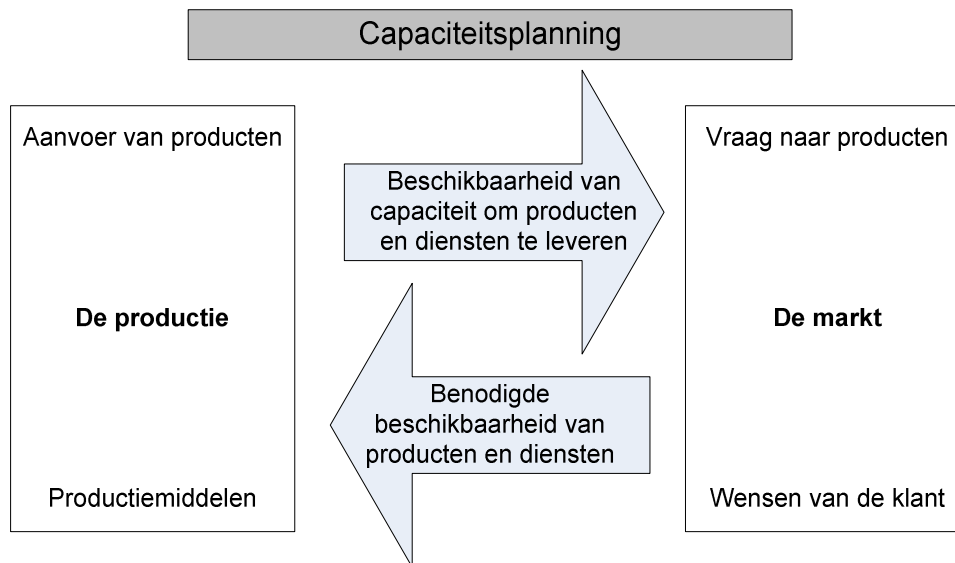 Capaciteitsplanning
Aanvoer van producten
De productie
Productiemiddelen
Beschikbaarheid van
capaciteit om producten
en diensten te leveren
Benodigde
beschikbaarheid van
producten en diensten
Vraag naar producten
De markt
Wensen van de klant